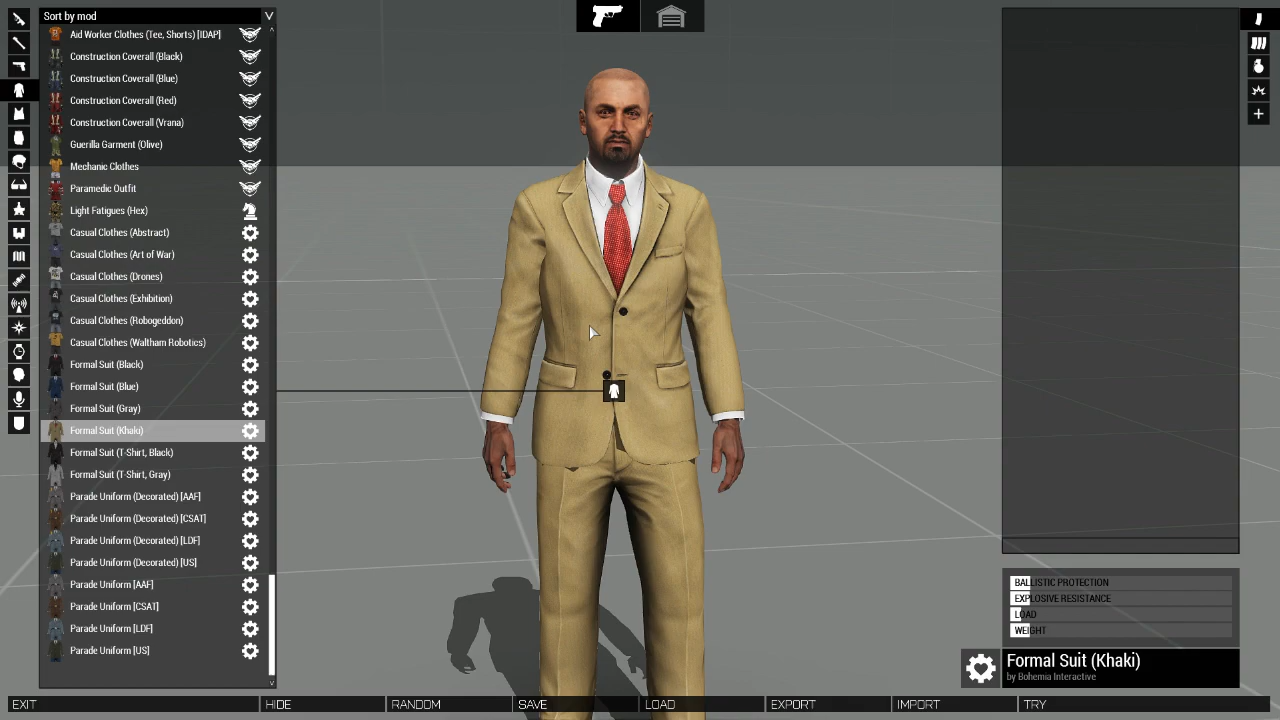 Sort by mod
Aid Worker Clothes (Tee, Shorts) [IDAP]
Construction Coverall (Black)
Construction Coverall (Blue)
Construction Coverall (Red)
Construction Coverall (Vrana)
Guerilla Garment (Olive)
Mechanic Clothes
Paramedic Outfit
Light Fatigues (Hex)
Casual Clothes (Abstract)
Casual Clothes (Art of War)
Casual Clothes (Drones)
Casual Clothes (Exhibition)
Casual Clothes (Robogeddon)
Casual Clothes (Waltham Robotics)
Formal Suit (Black)
Formal Suit (Blue)
Formal Suit (Gray)
Formal Suit (Khaki)
Formal Suit (T-Shirt, Black)
Formal Suit (T-Shirt, Gray)
Parade Uniform (Decorated) [AAF]
Parade Uniform (Decorated) [CSAT]
Parade Uniform (Decorated) [LDF]
Parade Uniform (Decorated) [US]
Parade Uniform [AAF]
Parade Uniform [CSAT]
Parade Uniform [LDF]
Parade Uniform [US]
BALLISTIC PROTECTION
EXPLOSIVE RESISTANCE
LOAD
WEIGHT
Formal Suit (Khaki)
by Bohemia Interactive
EXIT HIDE RANDOM SAVE LOAD EXPORT IMPORT TRY